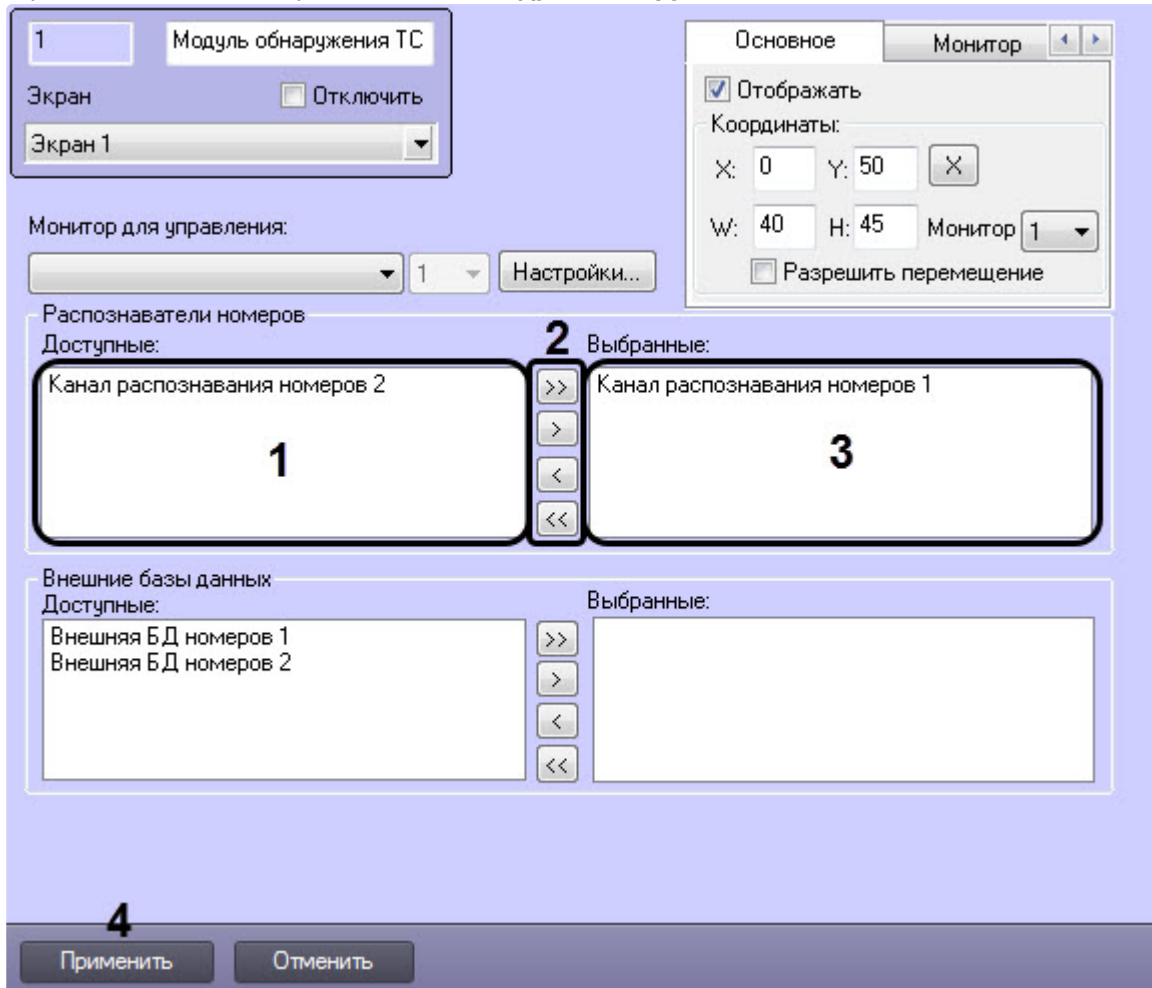 1 Модуль обнаружения ТС
Экран Отключить
Экран 1
Основное Монитор
Отображать
Координаты:
X: 0 Y: 50 X
W: 40 H: 45 Монитор 1
Разрешить перемещение
Монитор для управления:
1 Настройки...
Распознаватели номеров
Доступные: 2 Выбранные:
Канал распознавания номеров 2 >> Канал распознавания номеров 1
>
1 3
<
<<
Внешние базы данных
Доступные: Выбранные:
Внешняя БД номеров 1 >>
Внешняя БД номеров 2
>
<
<<
4
Применить Отменить